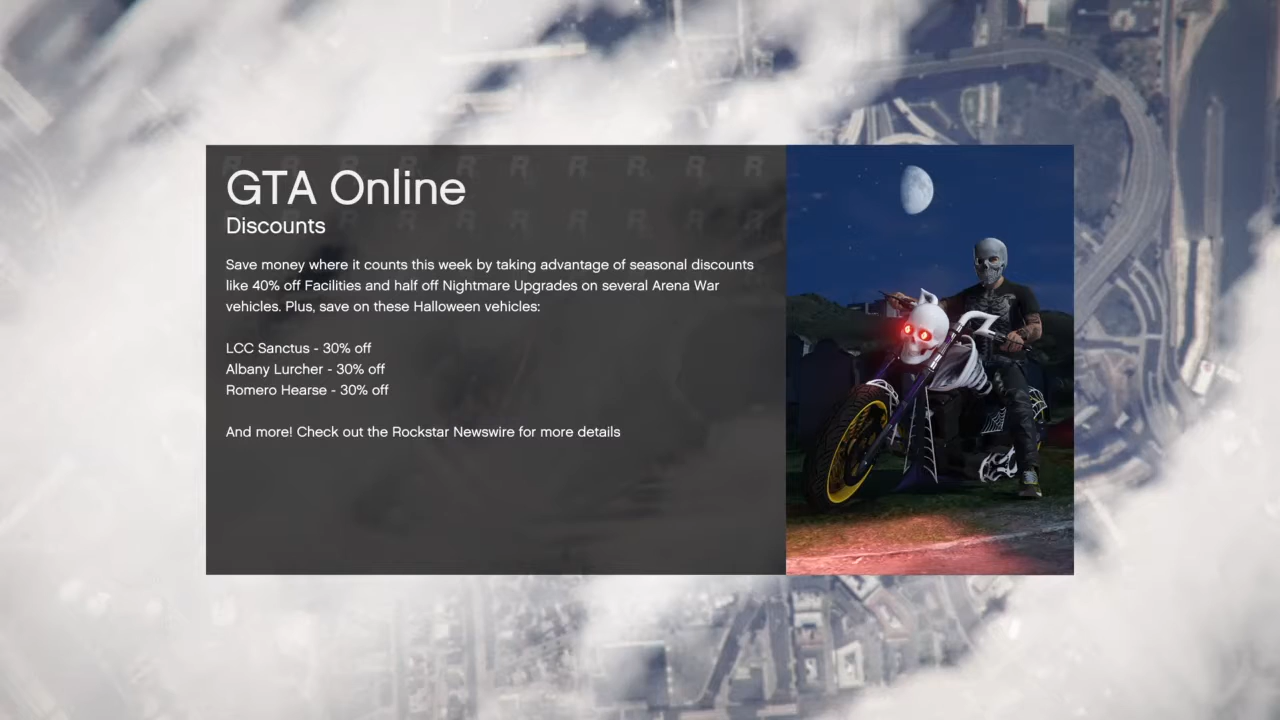 GTA Online
Discounts
Save money where it counts this week by taking advantage of seasonal discounts
like 40% off Facilities and half off Nightmare Upgrades on several Arena War
vehicles. Plus, save on these Halloween vehicles:
LCC Sanctus - 30% off
Albany Lurcher - 30% off
Romero Hearse - 30% off
And more! Check out the Rockstar Newswire for more details